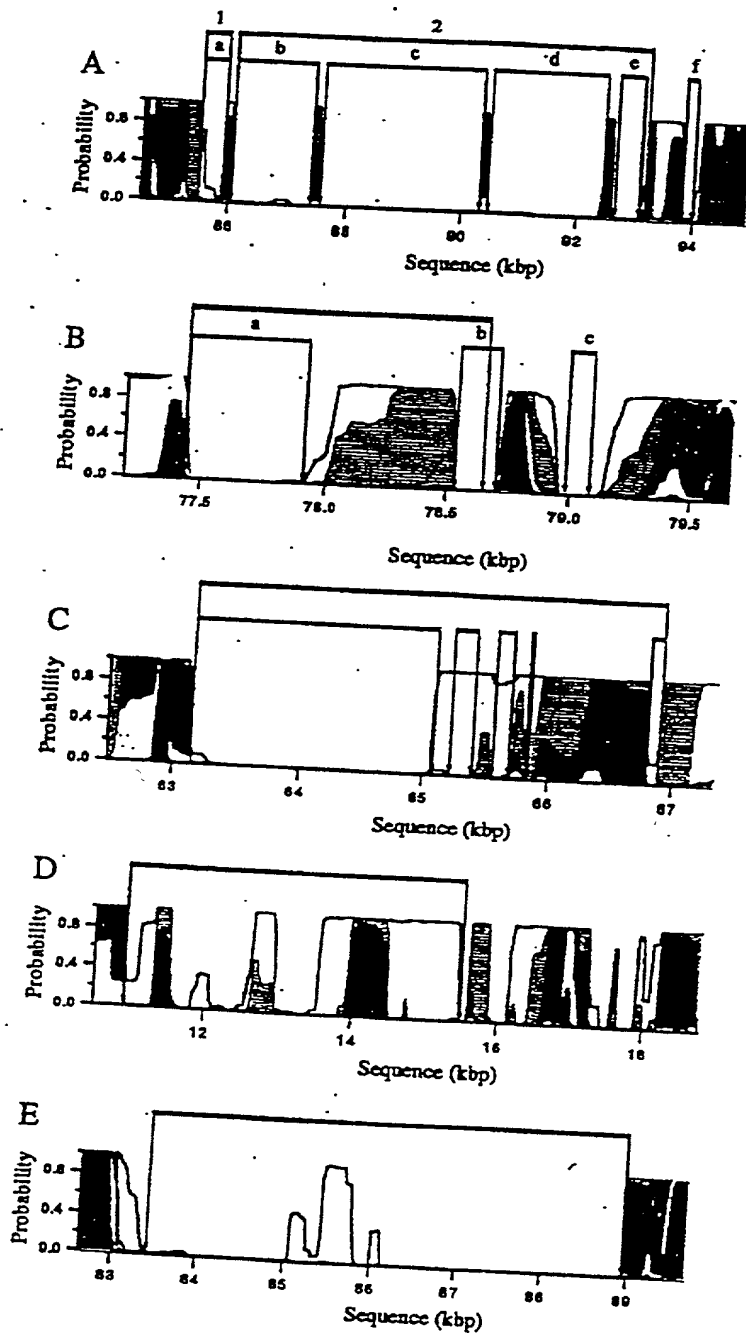 1 2
A a b c d e f
Probability
0.8
0.4
0.0
86 88 90 92 94
Sequence (kbp)
B a b c
Probability
0.8
0.4
0.0
77.5 78.0 78.5 79.0 79.5
Sequence (kbp)
C a
Probability
0.8
0.4
0.0
63 64 65 66 67
Sequence (kbp)
D
Probability
0.8
0.4
0.0
12 14 16 18
Sequence (kbp)
E
Probability
0.8
0.4
0.0
83 84 85 86 87 88 89
Sequence (kbp)